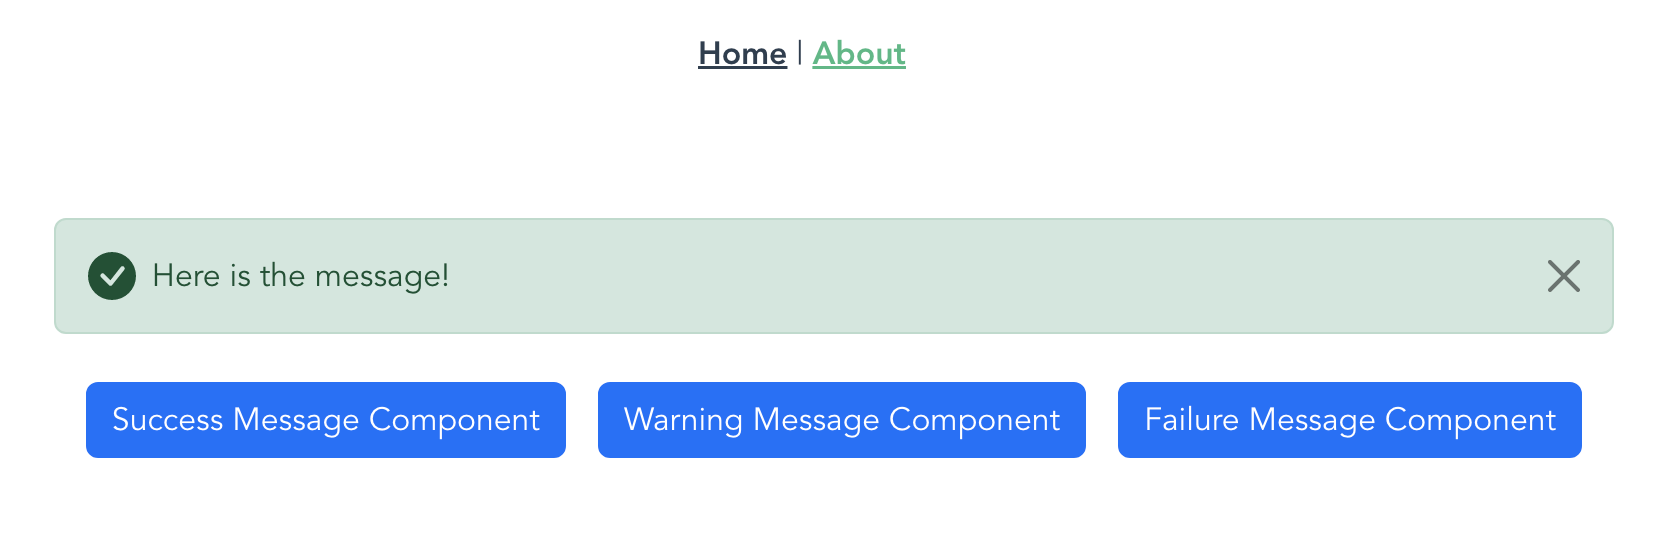 Home | About
Here is the message!
Success Message Component Warning Message Component Failure Message Component